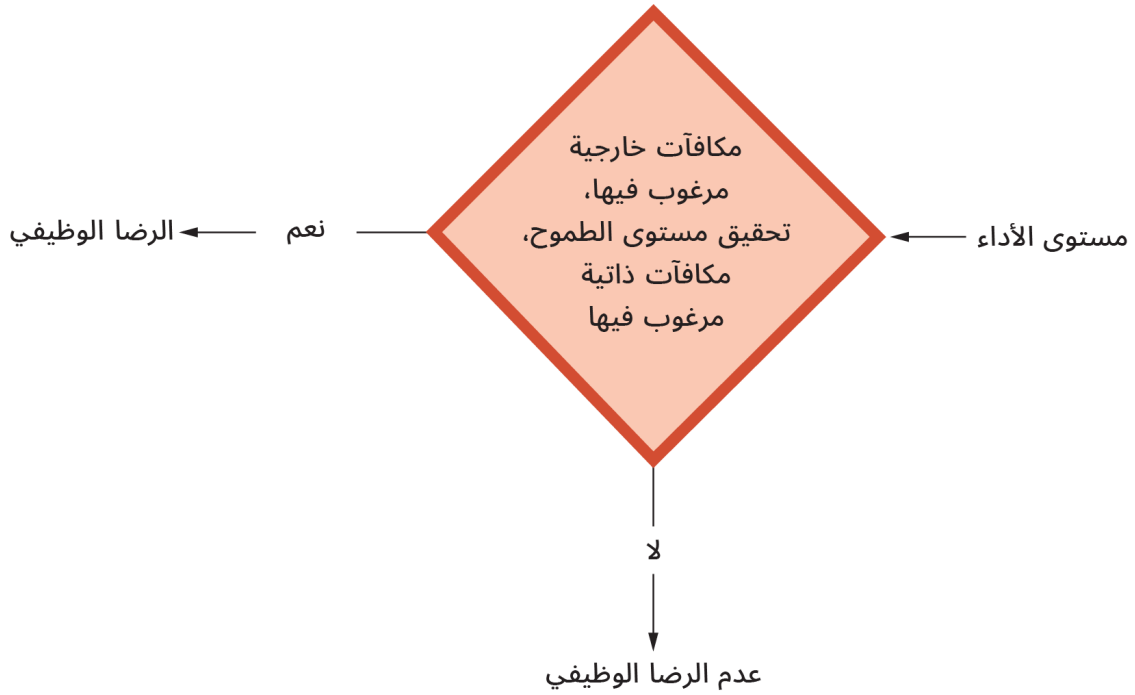 مستوى الأداء
مكافآت خارجية
مرغوب فيها،
تحقيق مستوى الطموح،
مكافآت ذاتية
مرغوب فيها
نعم
الرضا الوظيفي
لا
عدم الرضا الوظيفي